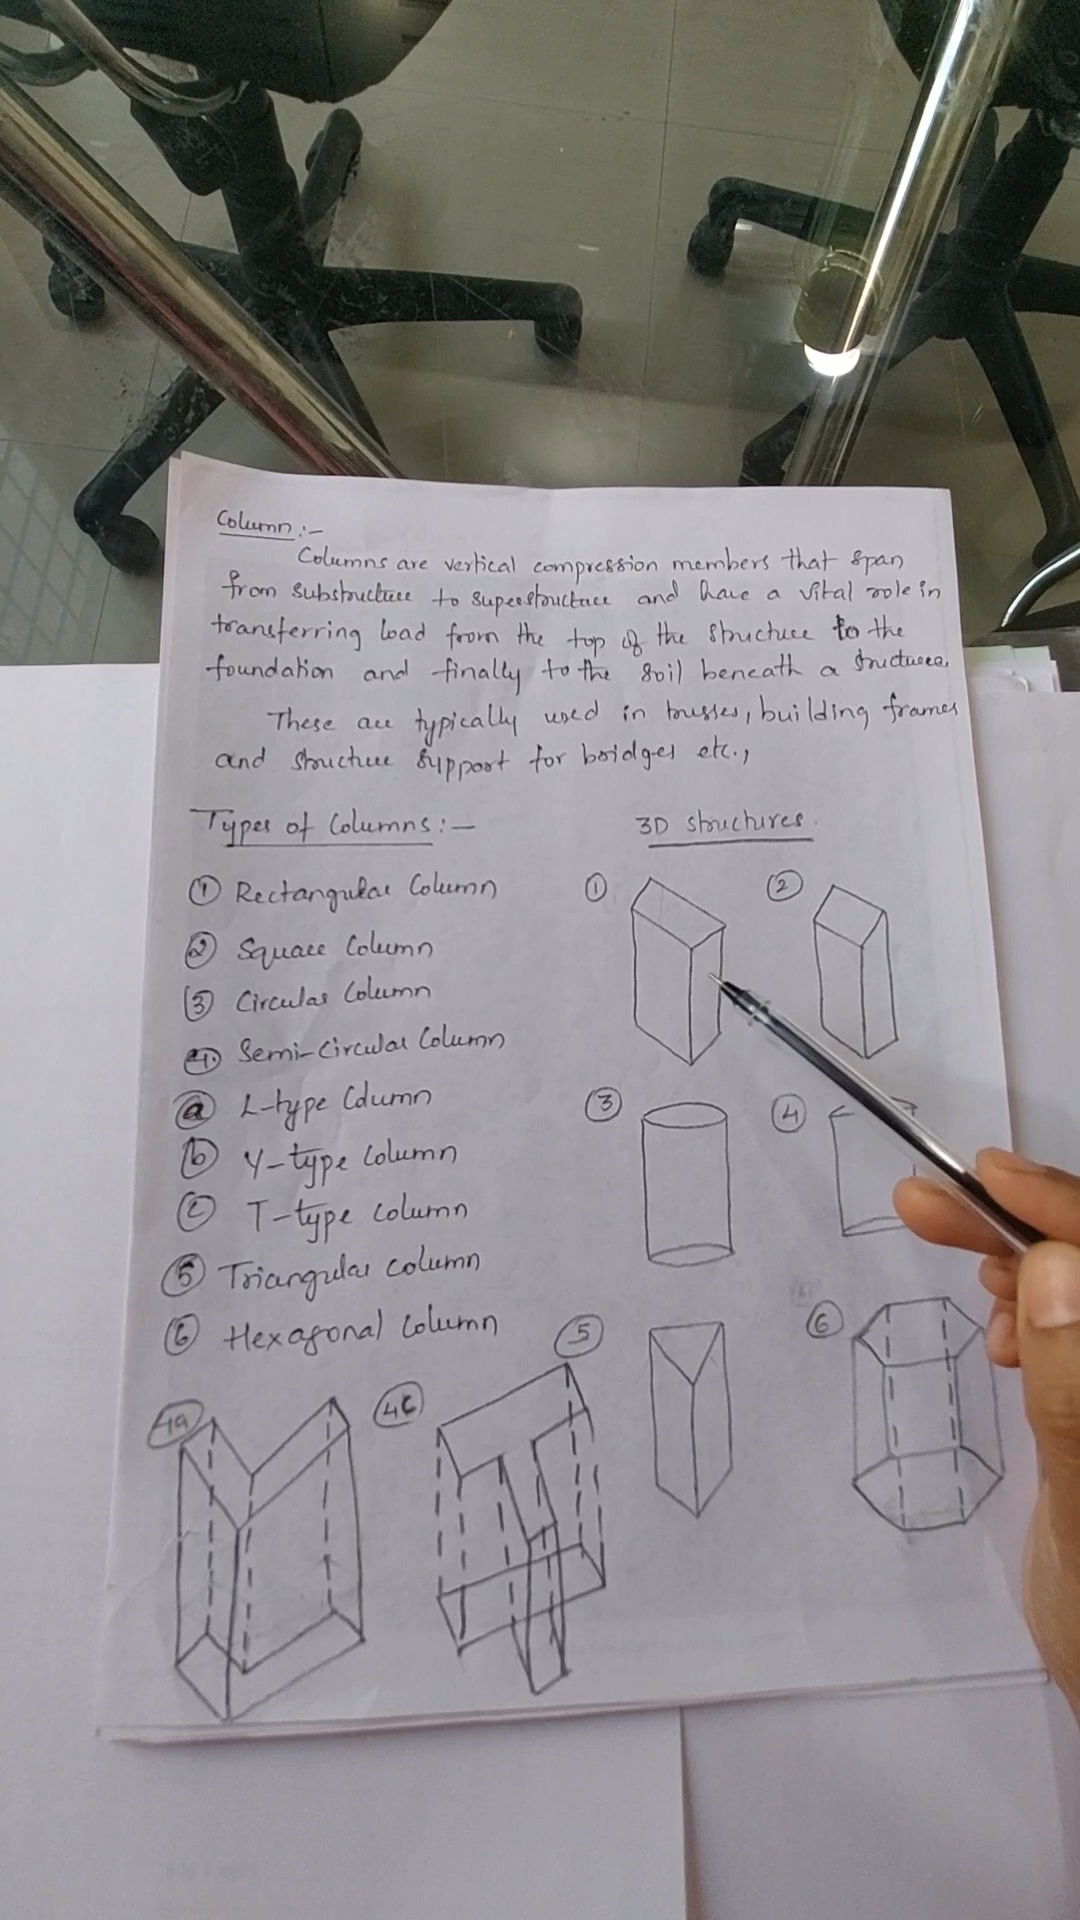 Column :-
Columns are vertical compression members that span
from substructure to superstructure and have a vital role in
transferring load from the top of the structure to the
foundation and finally to the soil beneath a structures.
These are typically used in trusses, building frames
and structure support for bridges etc.,
Types of Columns :-
3D structures.
① Rectangular Column
② Square Column
③ Circular Column
④. Semi-Circular Column
ⓐ L-type Column
ⓑ Y-type Column
ⓒ T-type Column
⑤ Triangular Column
⑥ Hexagonal Column
① ②
③ ④
⑤ ⑥
4a 4c